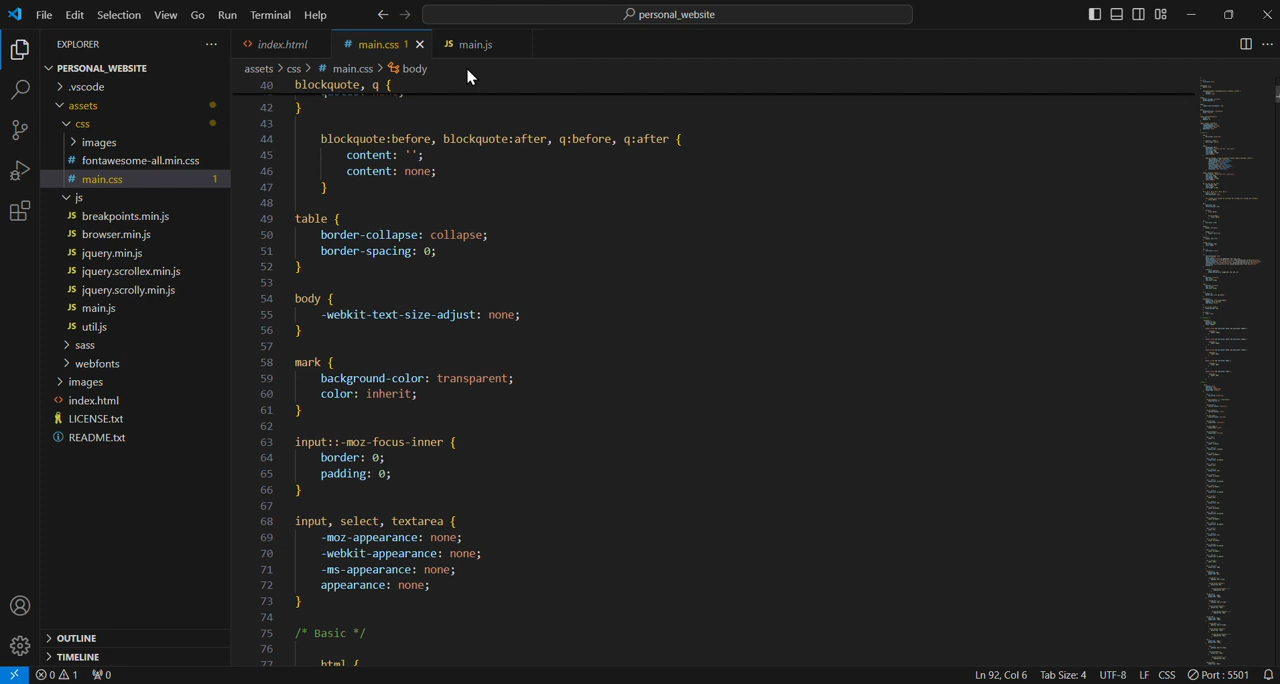 File Edit Selection View Go Run Terminal Help
personal_website
EXPLORER
PERSONAL_WEBSITE
.vscode
assets
css
images
# fontawesome-all.min.css
# main.css 1
js
JS breakpoints.min.js
JS browser.min.js
JS jquery.min.js
JS jquery.scrollex.min.js
JS jquery.scrolly.min.js
JS main.js
JS util.js
sass
webfonts
images
<> index.html
LICENSE.txt
README.txt
OUTLINE
TIMELINE
<> index.html # main.css 1 JS main.js
assets > css > # main.css > body
40 blockquote, q {
42 }
43
44 blockquote:before, blockquote:after, q:before, q:after {
45 content: '';
46 content: none;
47 }
48
49 table {
50 border-collapse: collapse;
51 border-spacing: 0;
52 }
53
54 body {
55 -webkit-text-size-adjust: none;
56 }
57
58 mark {
59 background-color: transparent;
60 color: inherit;
61 }
62
63 input::-moz-focus-inner {
64 border: 0;
65 padding: 0;
66 }
67
68 input, select, textarea {
69 -moz-appearance: none;
70 -webkit-appearance: none;
71 -ms-appearance: none;
72 appearance: none;
73 }
74
75 /* Basic */
76
77 html {
0 1 0 Ln 92, Col 6 Tab Size: 4 UTF-8 LF CSS Port : 5501